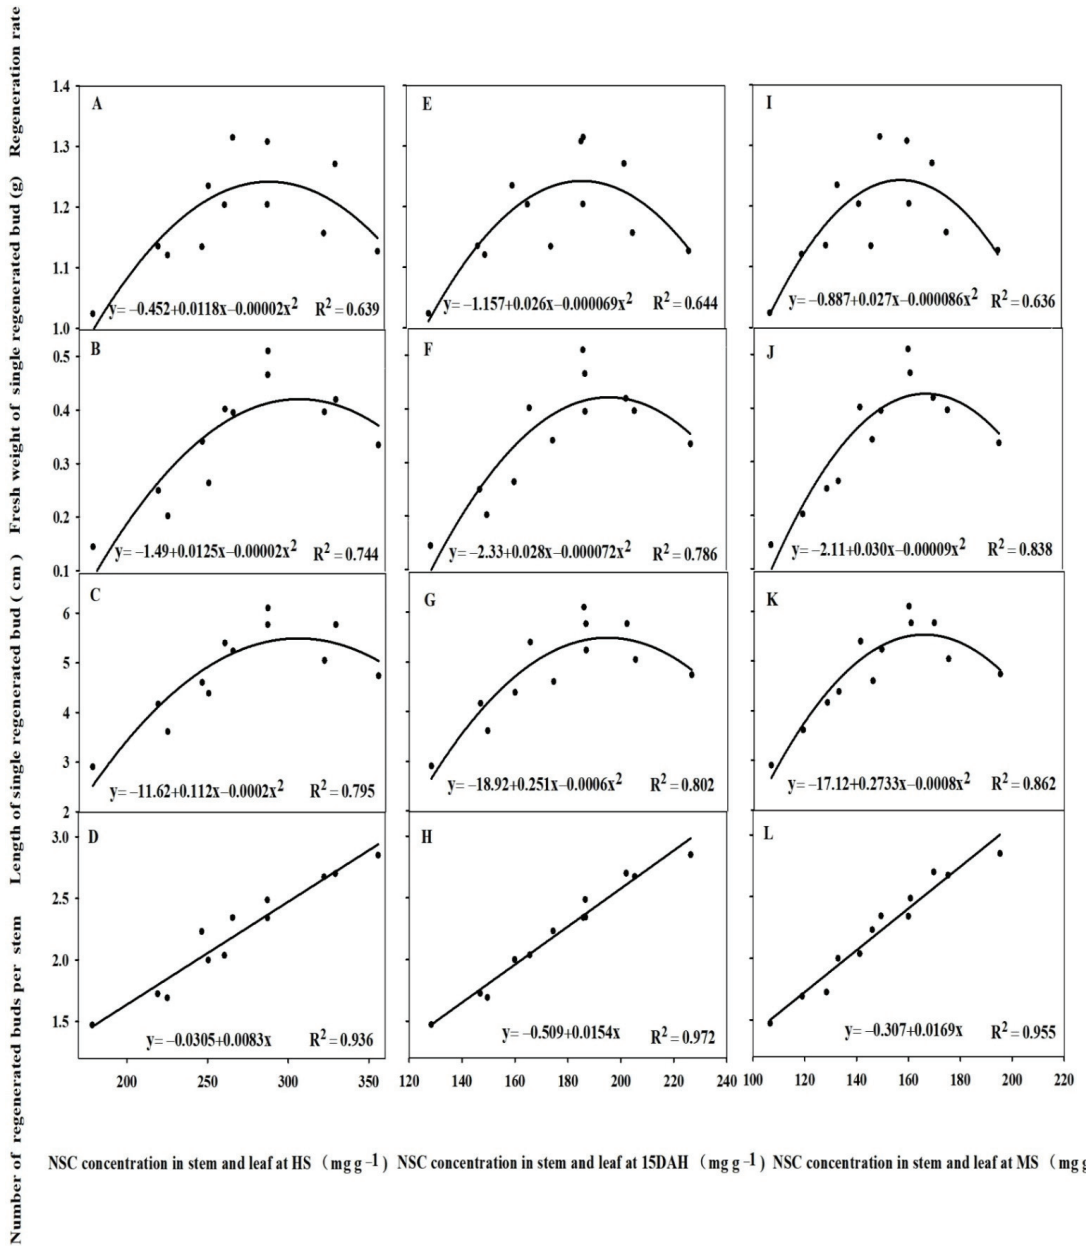 Number of regenerated buds per stem Length of single regenerated bud ( cm ) Fresh weight of single regenerated bud (g) Regeneration rate
1.4
1.3
1.2
1.1
1.0
A
y= −0.452+0.0118x−0.00002x² R² = 0.639
E
y= −1.157+0.026x−0.000069x² R² = 0.644
I
y= −0.887+0.027x−0.000086x² R² = 0.636
0.5
0.4
0.3
0.2
0.1
B
y= −1.49+0.0125x−0.00002x² R² = 0.744
F
y= −2.33+0.028x−0.000072x² R² = 0.786
J
y= −2.11+0.030x−0.00009x² R² = 0.838
6
5
4
3
2
C
y= −11.62+0.112x−0.0002x² R² = 0.795
G
y= −18.92+0.251x−0.0006x² R² = 0.802
K
y= −17.12+0.2733x−0.0008x² R² = 0.862
3.0
2.5
2.0
1.5
D
y= −0.0305+0.0083x R² = 0.936
H
y= −0.509+0.0154x R² = 0.972
L
y= −0.307+0.0169x R² = 0.955
200 250 300 350
120 140 160 180 200 220 240
100 120 140 160 180 200 220
NSC concentration in stem and leaf at HS ( mg g −1 )
NSC concentration in stem and leaf at 15DAH ( mg g −1 )
NSC concentration in stem and leaf at MS ( mg g